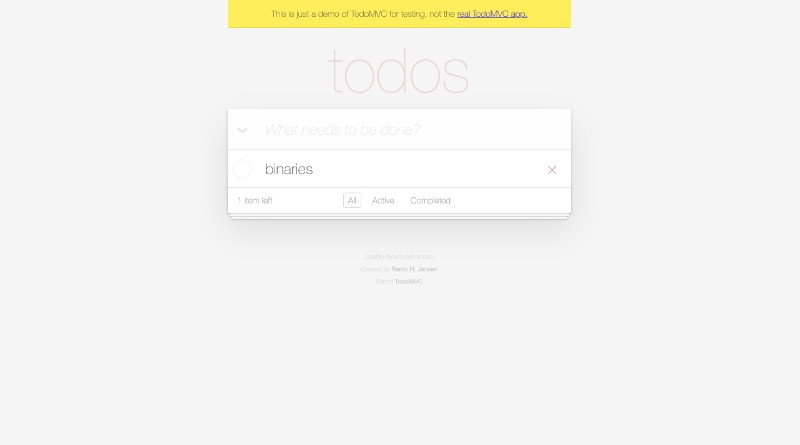 This is just a demo of TodoMVC for testing, not the real TodoMVC app.
todos
What needs to be done?
binaries
1 item left
All
Active
Completed
Double-click to edit a todo
Created by Remo H. Jansen
Part of TodoMVC